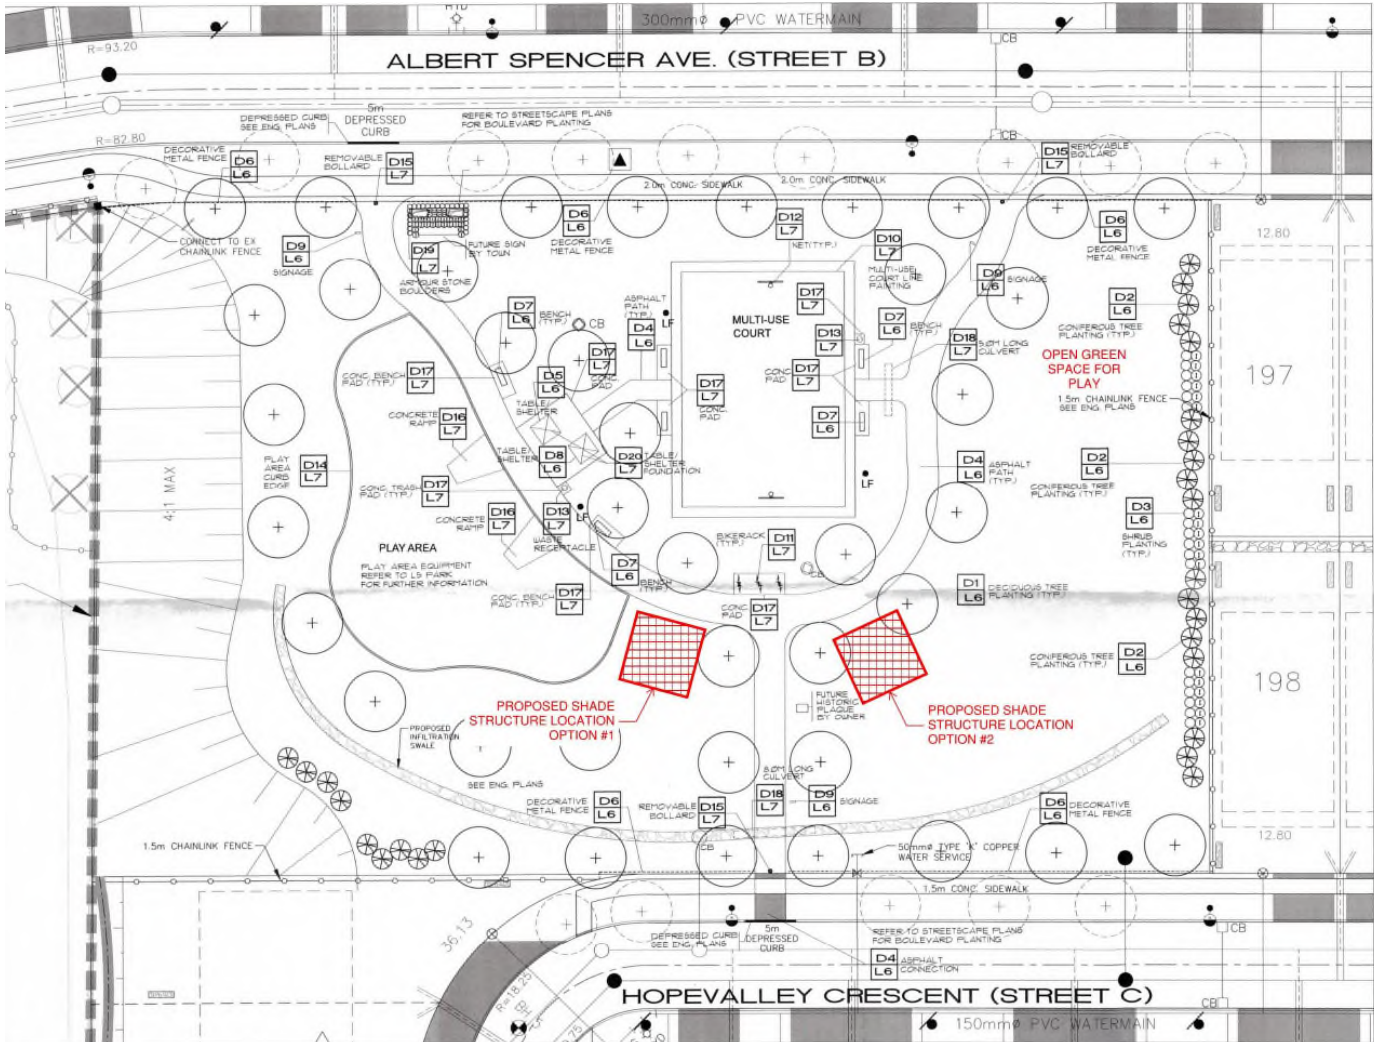 HYD
300mmø PVC WATERMAIN
CB
R=93.20
ALBERT SPENCER AVE. (STREET B)
5m
DEPRESSED
CURB
DEPRESSED CURB
SEE ENG. PLANS
REFER TO STREETSCAPE PLANS
FOR BOULEVARD PLANTING
CB
R=82.80
DECORATIVE
METAL FENCE
D6
L6
REMOVABLE
BOLLARD
D15
L7
D15
L7
REMOVABLE
BOLLARD
2.0m CONC. SIDEWALK
2.0m CONC. SIDEWALK
CONNECT TO EX
CHAINLINK FENCE
D9
L6
SIGNAGE
D19
L7
ARMOUR STONE
BOULDERS
FUTURE SIGN
BY TOWN
D6
L6
DECORATIVE
METAL FENCE
D12
L7
NET(TYP.)
D10
L7
MULTI-USE
COURT LINE
PAINTING
D9
L6
SIGNAGE
D6
L6
DECORATIVE
METAL FENCE
12.80
D7
L6
BENCH
(TYP.)
CB
ASPHALT
PATH
(TYP.)
D4
L6
LF
MULTI-USE
COURT
D17
L7
D13
L7
D7
L6
BENCH
(TYP.)
D18
L7
5.0M LONG
CULVERT
D2
L6
CONIFEROUS TREE
PLANTING (TYP.)
OPEN GREEN
SPACE FOR
PLAY
1.5m CHAINLINK FENCE
SEE ENG. PLANS
197
CONC. BENCH
PAD (TYP.)
D17
L7
D17
L7
CONC.
PAD
D5
L6
TABLE/
SHELTER
D17
L7
CONC.
PAD
CONC.
PAD
D17
L7
D7
L6
CONCRETE
RAMP
D16
L7
TABLE/
SHELTER
D8
L6
D20
L7
TABLE/
SHELTER
FOUNDATION
PLAY
AREA
CURB
EDGE
D14
L7
4:1 MAX
CONC. TRASH
PAD (TYP.)
D17
L7
CONCRETE
RAMP
D16
L7
D13
L7
WASTE
RECEPTACLE
LF
LF
D4
L6
ASPHALT
PATH
(TYP.)
D2
L6
CONIFEROUS TREE
PLANTING (TYP.)
D3
L6
SHRUB
PLANTING
(TYP.)
PLAY AREA
PLAY AREA EQUIPMENT
REFER TO LS PARK
FOR FURTHER INFORMATION
BIKERACK
(TYP.)
D11
L7
CB
D7
L6
BENCH
(TYP.)
CONC. BENCH
PAD (TYP.)
D17
L7
CONC.
PAD
D17
L7
D1
L6
DECIDUOUS TREE
PLANTING (TYP.)
CONIFEROUS TREE
PLANTING (TYP.)
D2
L6
198
PROPOSED SHADE
STRUCTURE LOCATION
OPTION #1
FUTURE
HISTORIC
PLAQUE
BY OWNER
PROPOSED SHADE
STRUCTURE LOCATION
OPTION #2
PROPOSED
INFILTRATION
SWALE
SEE ENG. PLANS
DECORATIVE
METAL FENCE
D6
L6
REMOVABLE
BOLLARD
D15
L7
5.0M LONG
CULVERT
D18
L7
D9
L6
SIGNAGE
D6
L6
DECORATIVE
METAL FENCE
12.80
1.5m CHAINLINK FENCE
CB
50mmø TYPE 'K' COPPER
WATER SERVICE
1.5m CONC. SIDEWALK
36.13
DEPRESSED CURB
SEE ENG. PLANS
5m
DEPRESSED
CURB
REFER TO STREETSCAPE PLANS
FOR BOULEVARD PLANTING
CB
D4
L6
ASPHALT
CONNECTION
R=18.25
HOPEVALLEY CRESCENT (STREET C)
CB
150mmø PVC WATERMAIN